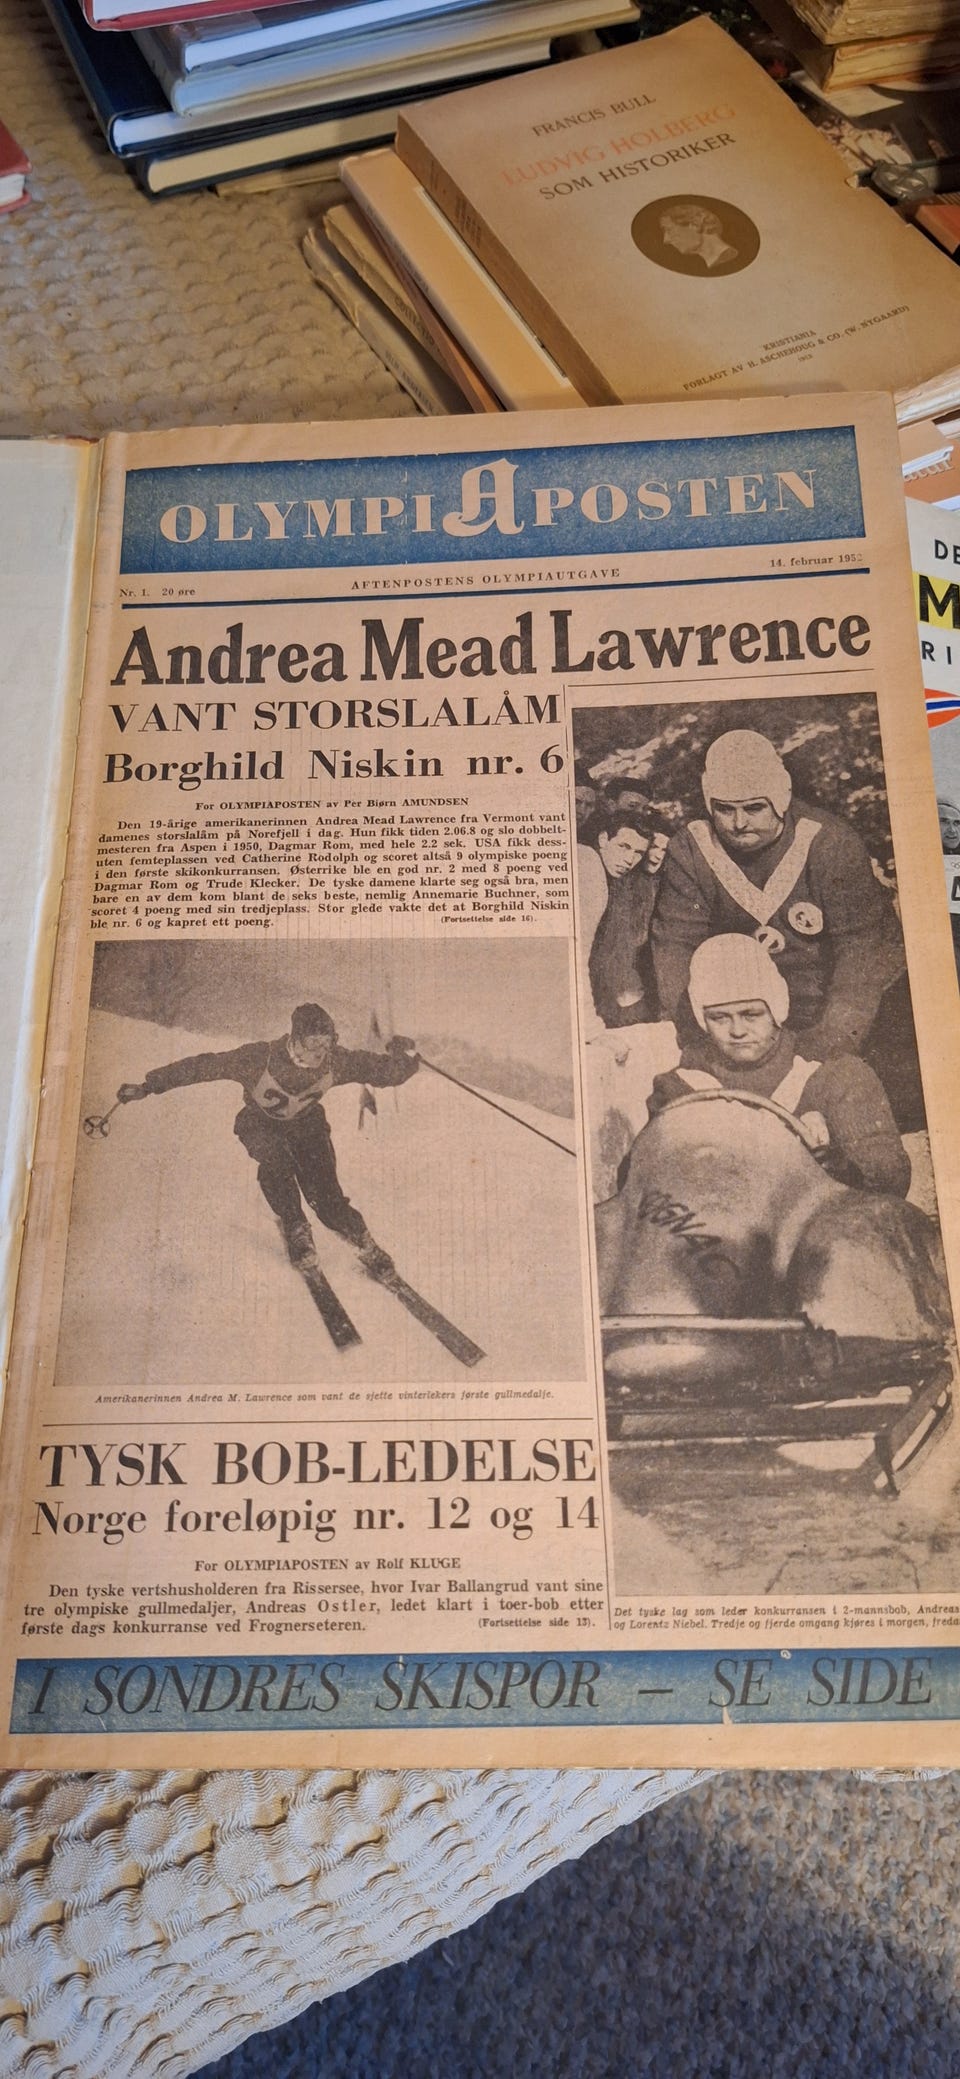 FRANCIS BULL
LUDVIG HOLBERG
SOM HISTORIKER
KRISTIANIA
FORLAGT AV H. ASCHEHOUG & CO. (W. NYGAARD)
OLYMPIAPOSTEN
Nr. 1. 20 øre
AFTENPOSTENS OLYMPIAUTGAVE
14. februar 1952
DE
M
RI
Andrea Mead Lawrence
VANT STORSLALÅM
Borghild Niskin nr. 6
For OLYMPIAPOSTEN av Per Bjørn AMUNDSEN
Den 19-årige amerikanerinnen Andrea Mead Lawrence fra Vermont vant
damenes storslalåm på Norefjell i dag. Hun fikk tiden 2.06.8 og slo dobbelt-
mesteren fra Aspen i 1950, Dagmar Rom, med hele 2.2 sek. USA fikk dess-
uten femteplassen ved Catherine Rodolph og scoret altså 9 olympiske poeng
i den første skikonkurransen. Østerrike ble en god nr. 2 med 8 poeng ved
Dagmar Rom og Trude Klecker. De tyske damene klarte seg også bra, men
bare en av dem kom blant de seks beste, nemlig Annemarie Buchner, som
scoret 4 poeng med sin tredjeplass. Stor glede vakte det at Borghild Niskin
ble nr. 6 og kapret ett poeng.
(Fortsettelse side 16).
Amerikanerinnen Andrea M. Lawrence som vant de sjette vinterlekers første gullmedalje.
TYSK BOB-LEDELSE
Norge foreløpig nr. 12 og 14
For OLYMPIAPOSTEN av Rolf KLUGE
Den tyske vertshusholderen fra Rissersee, hvor Ivar Ballangrud vant sine
tre olympiske gullmedaljer, Andreas Ostler, ledet klart i toer-bob etter
første dags konkurranse ved Frognerseteren.
(Fortsettelse side 13).
Det tyske lag som leder konkurransen i 2-mannsbob, Andreas
og Lorentz Niebel. Tredje og fjerde omgang kjøres i morgen, freda
I SONDRES SKISPOR – SE SIDE